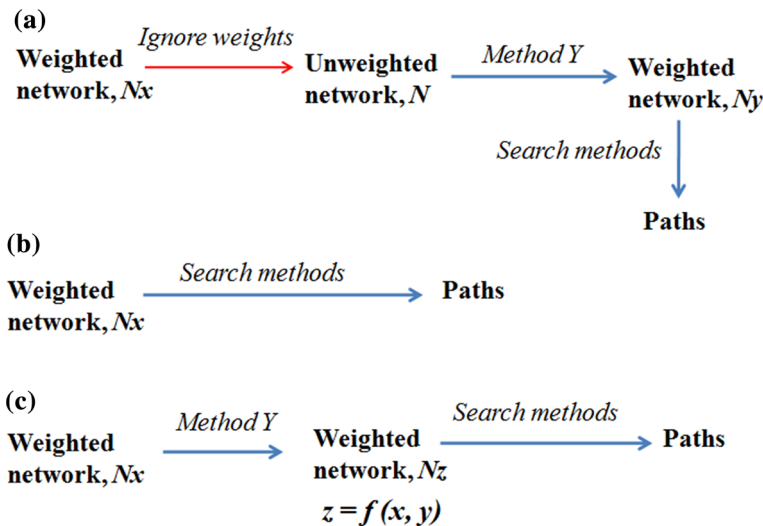 (a)
Ignore weights
Method Y
Weighted
network, Nx
Unweighted
network, N
Weighted
network, Ny
Search methods
Paths
(b)
Search methods
Weighted
network, Nx
Paths
(c)
Method Y
Search methods
Weighted
network, Nx
Weighted
network, Nz
Paths
z = f (x, y)